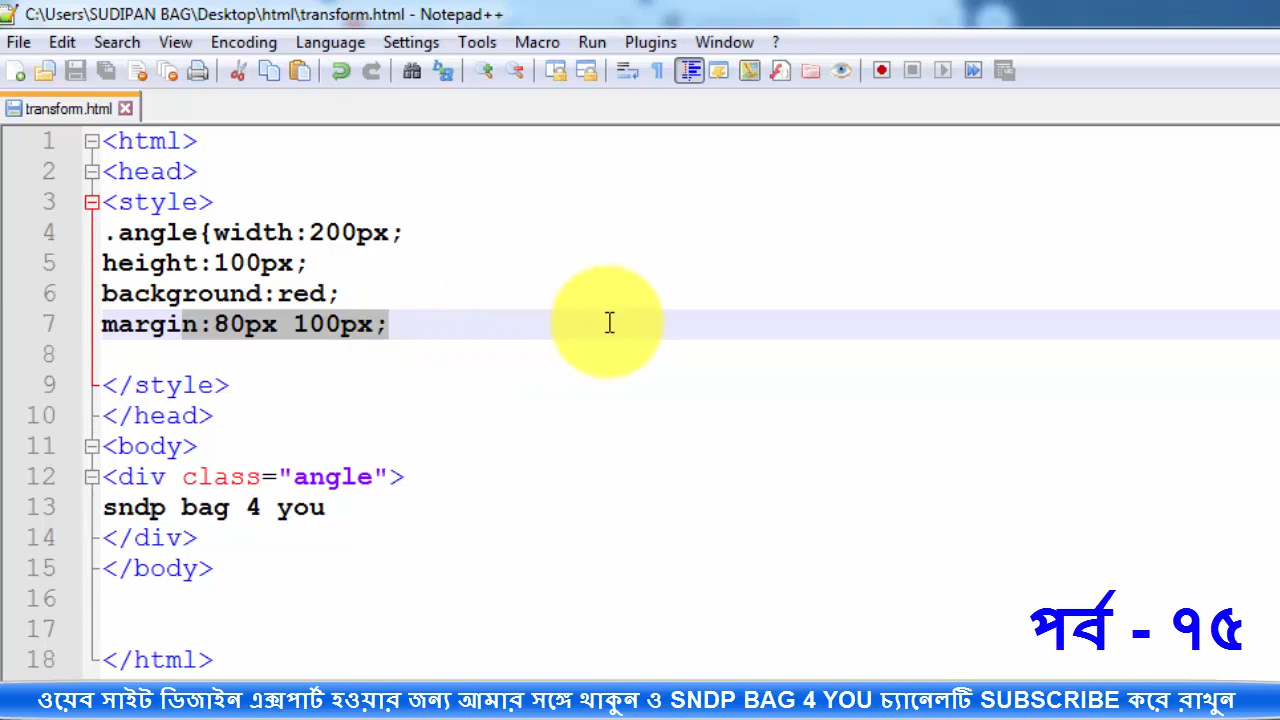 C:\Users\SUDIPAN BAG\Desktop\html\transform.html - Notepad++
File Edit Search View Encoding Language Settings Tools Macro Run Plugins Window ?
transform.html
1 <html>
2 <head>
3 <style>
4 .angle{width:200px;
5 height:100px;
6 background:red;
7 margin:80px 100px;
8
9 </style>
10 </head>
11 <body>
12 <div class="angle">
13 sndp bag 4 you
14 </div>
15 </body>
16
17
18 </html>
পর্ব - ১৫
ওয়েব সাইট ডিজাইন এক্সপার্ট হওয়ার জন্য আমার সঙ্গে থাকুন ও SNDP BAG 4 YOU চ্যানেলটি SUBSCRIBE করে রাখুন